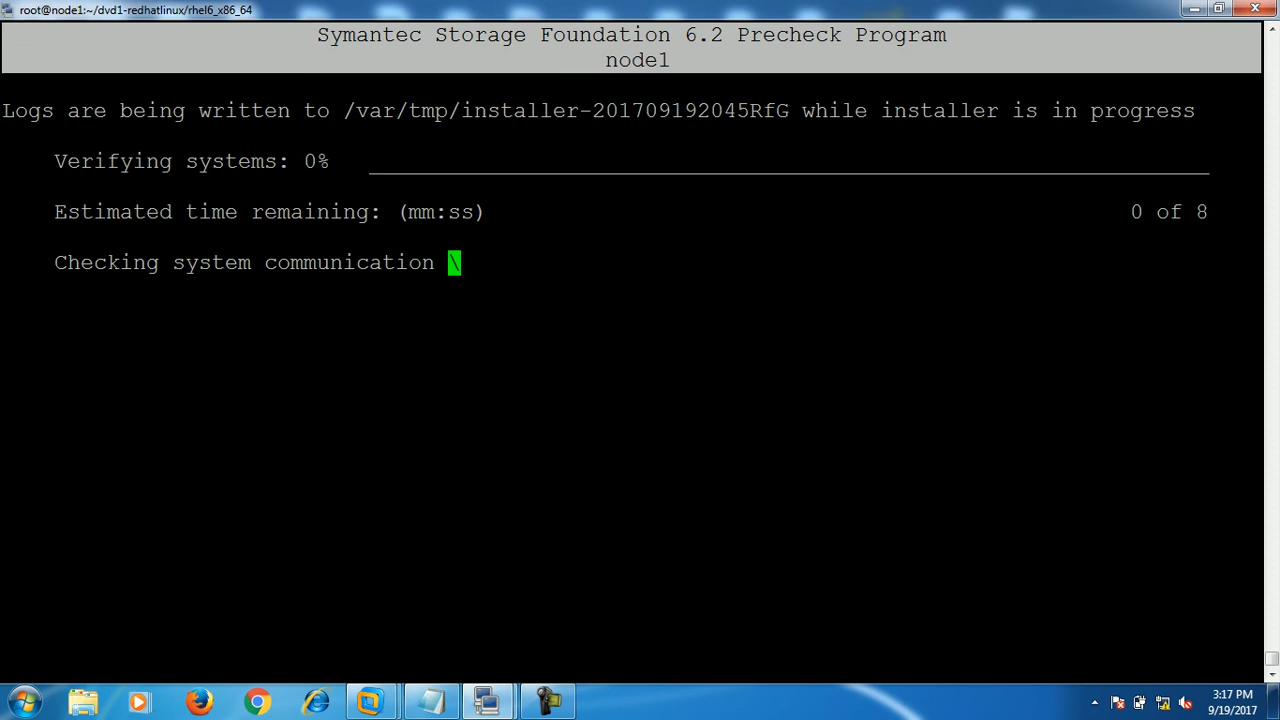 root@node1:~/dvd1-redhatlinux/rhel6_x86_64
Symantec Storage Foundation 6.2 Precheck Program
node1
Logs are being written to /var/tmp/installer-201709192045RfG while installer is in progress
Verifying systems: 0%
Estimated time remaining: (mm:ss) 0 of 8
Checking system communication \
3:17 PM
9/19/2017